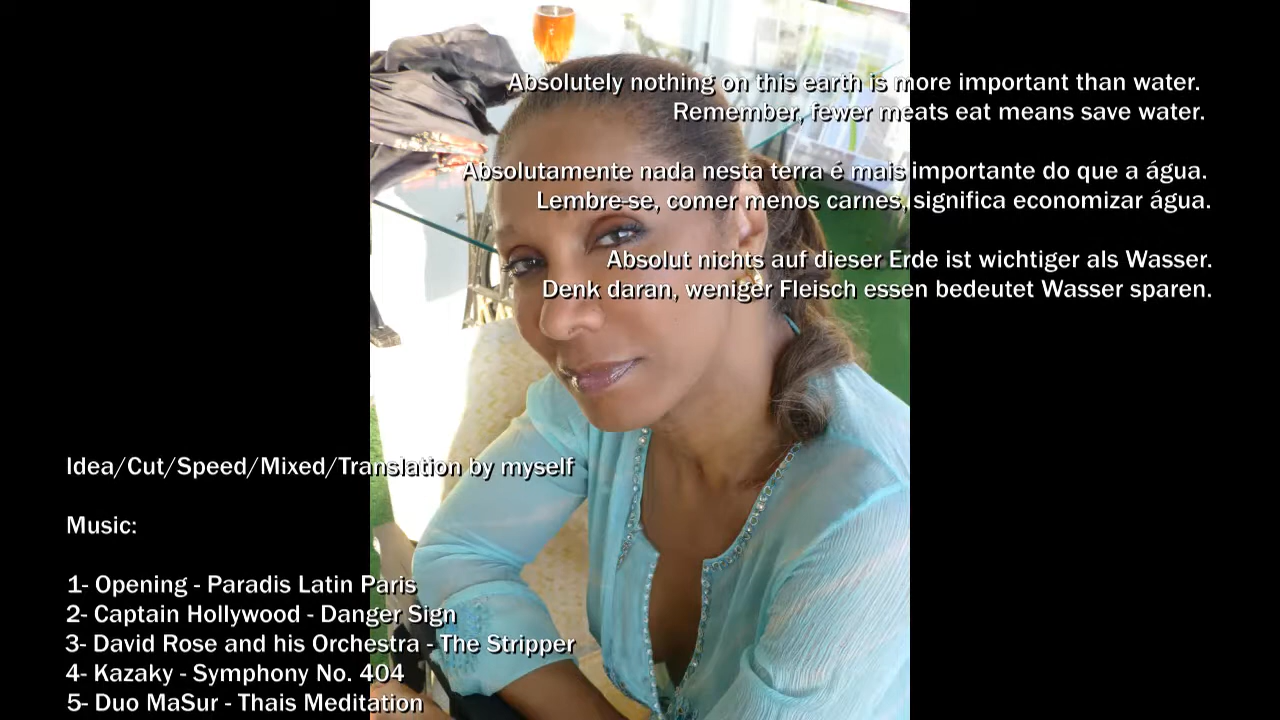 Absolutely nothing on this earth is more important than water.
Remember, fewer meats eat means save water.
Absolutamente nada nesta terra é mais importante do que a água.
Lembre-se, comer menos carnes, significa economizar água.
Absolut nichts auf dieser Erde ist wichtiger als Wasser.
Denk daran, weniger Fleisch essen bedeutet Wasser sparen.
Idea/Cut/Speed/Mixed/Translation by myself
Music:
1- Opening - Paradis Latin Paris
2- Captain Hollywood - Danger Sign
3- David Rose and his Orchestra - The Stripper
4- Kazaky - Symphony No. 404
5- Duo MaSur - Thais Meditation